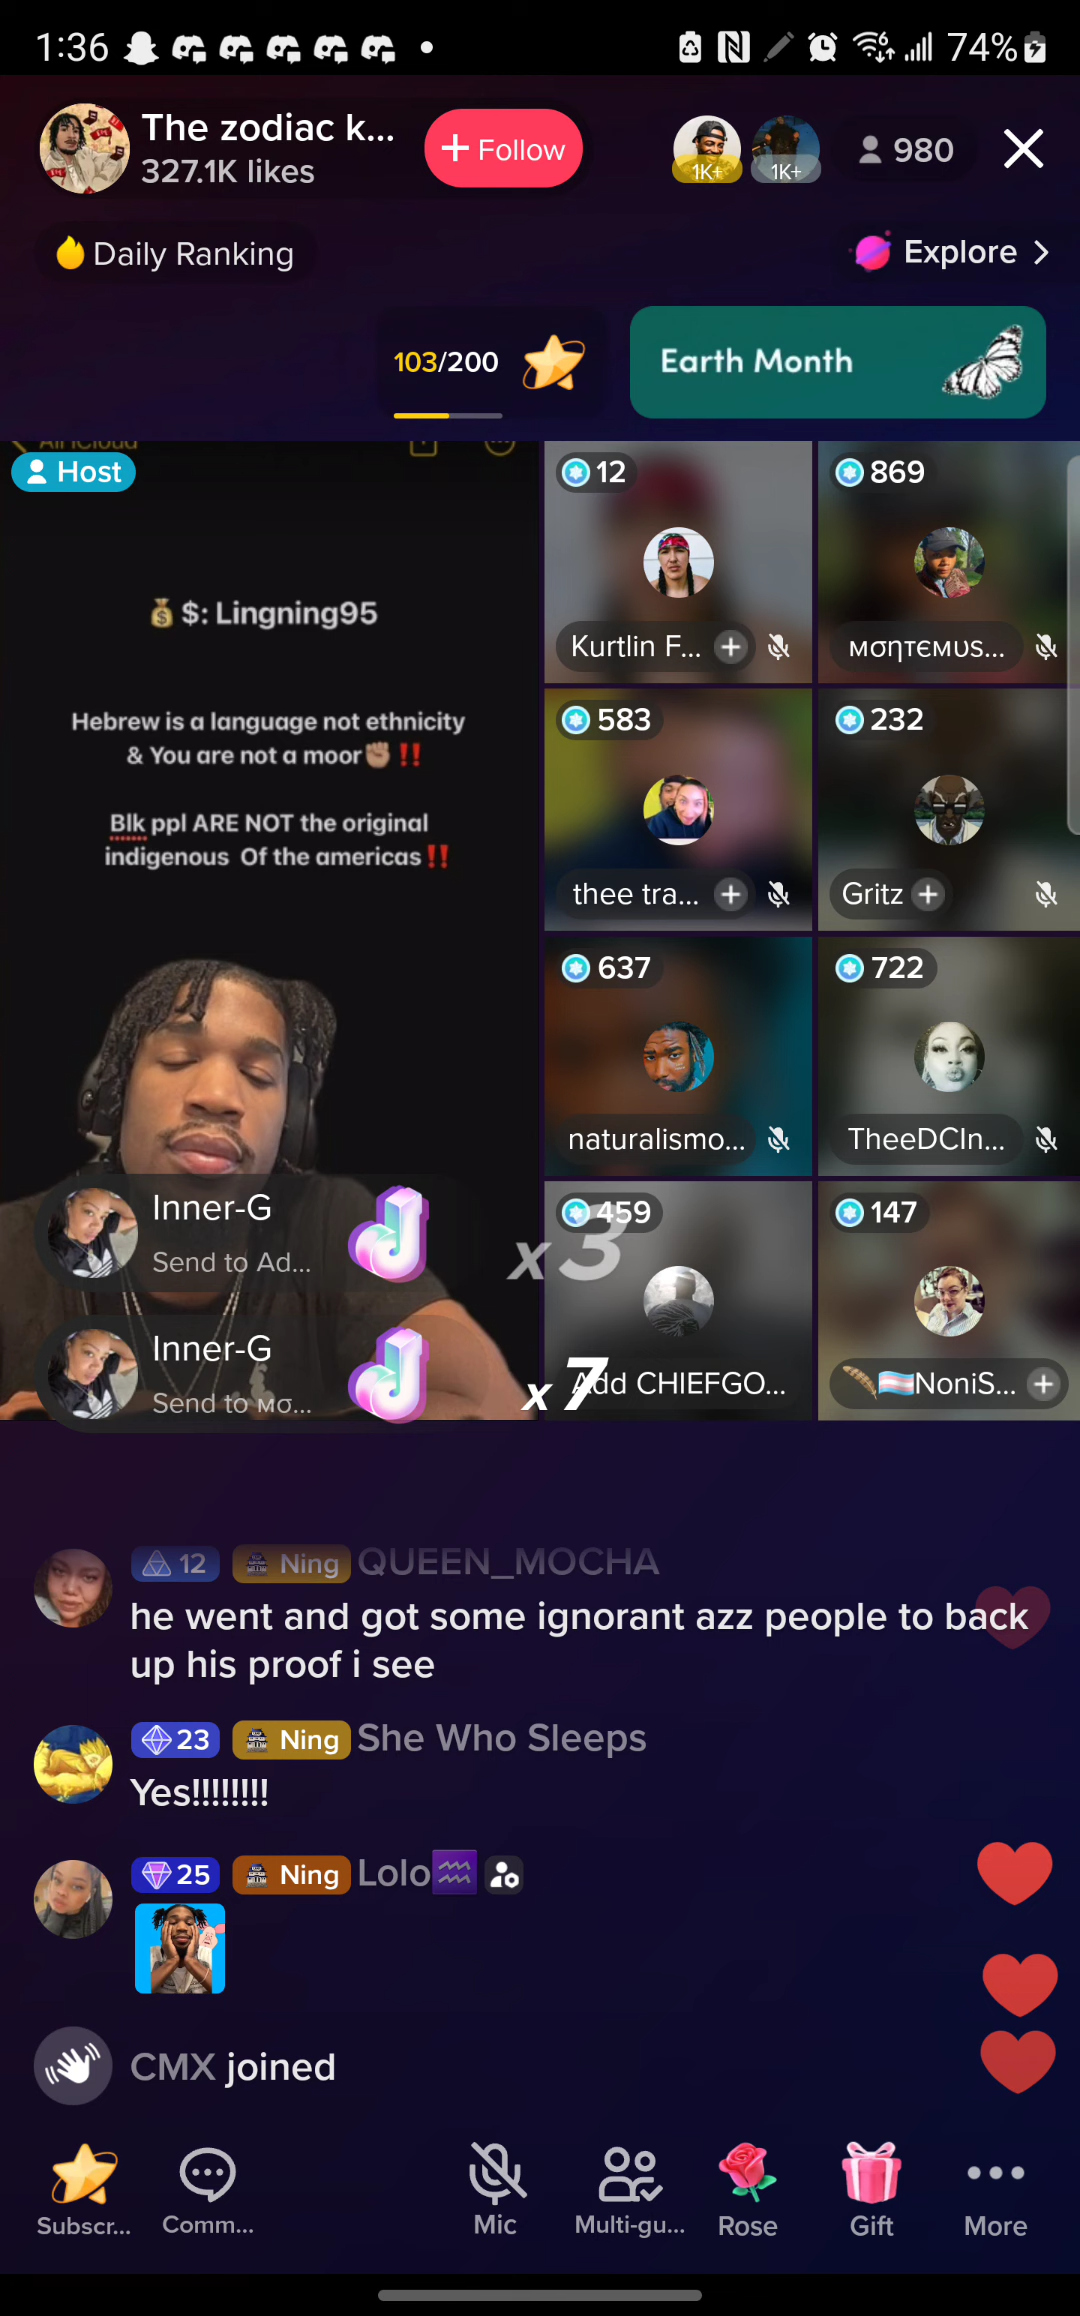 1:36
74%
The zodiac k...
327.1K likes
+ Follow
1K+
1K+
980
Daily Ranking
Explore >
103/200
Earth Month
All iCloud
Host
💰 $: Lingning95
Hebrew is a language not ethnicity
& You are not a moor✊🏽‼️
Blk ppl ARE NOT the original
indigenous Of the americas‼️
12
Kurtlin F... +
869
мσηтємυѕ...
583
thee tra... +
232
Gritz +
637
naturalismo...
722
TheeDCIn...
459
Add CHIEFGO...
147
🪶🏳️‍⚧️NoniS... +
Inner-G
Send to Ad...
x3
Inner-G
Send to мσ...
x7
12 Ning QUEEN_MOCHA
he went and got some ignorant azz people to back
up his proof i see
23 Ning She Who Sleeps
Yes!!!!!!!!
25 Ning Lolo♒
CMX joined
Subscr...
Comm...
Mic
Multi-gu...
Rose
Gift
More